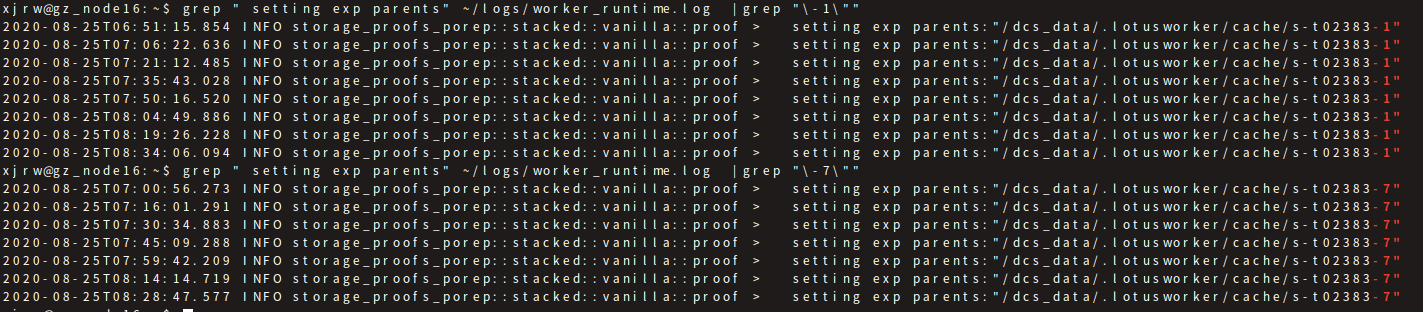 xjrw@gz_node16:~$ grep " setting exp parents" ~/logs/worker_runtime.log  |grep "\-1\""
2020-08-25T06:51:15.854 INFO storage_proofs_porep::stacked::vanilla::proof >   setting exp parents:"/dcs_data/.lotusworker/cache/s-t02383-1"
2020-08-25T07:06:22.636 INFO storage_proofs_porep::stacked::vanilla::proof >   setting exp parents:"/dcs_data/.lotusworker/cache/s-t02383-1"
2020-08-25T07:21:12.485 INFO storage_proofs_porep::stacked::vanilla::proof >   setting exp parents:"/dcs_data/.lotusworker/cache/s-t02383-1"
2020-08-25T07:35:43.028 INFO storage_proofs_porep::stacked::vanilla::proof >   setting exp parents:"/dcs_data/.lotusworker/cache/s-t02383-1"
2020-08-25T07:50:16.520 INFO storage_proofs_porep::stacked::vanilla::proof >   setting exp parents:"/dcs_data/.lotusworker/cache/s-t02383-1"
2020-08-25T08:04:49.886 INFO storage_proofs_porep::stacked::vanilla::proof >   setting exp parents:"/dcs_data/.lotusworker/cache/s-t02383-1"
2020-08-25T08:19:26.228 INFO storage_proofs_porep::stacked::vanilla::proof >   setting exp parents:"/dcs_data/.lotusworker/cache/s-t02383-1"
2020-08-25T08:34:06.094 INFO storage_proofs_porep::stacked::vanilla::proof >   setting exp parents:"/dcs_data/.lotusworker/cache/s-t02383-1"
xjrw@gz_node16:~$ grep " setting exp parents" ~/logs/worker_runtime.log  |grep "\-7\""
2020-08-25T07:00:56.273 INFO storage_proofs_porep::stacked::vanilla::proof >   setting exp parents:"/dcs_data/.lotusworker/cache/s-t02383-7"
2020-08-25T07:16:01.291 INFO storage_proofs_porep::stacked::vanilla::proof >   setting exp parents:"/dcs_data/.lotusworker/cache/s-t02383-7"
2020-08-25T07:30:34.883 INFO storage_proofs_porep::stacked::vanilla::proof >   setting exp parents:"/dcs_data/.lotusworker/cache/s-t02383-7"
2020-08-25T07:45:09.288 INFO storage_proofs_porep::stacked::vanilla::proof >   setting exp parents:"/dcs_data/.lotusworker/cache/s-t02383-7"
2020-08-25T07:59:42.209 INFO storage_proofs_porep::stacked::vanilla::proof >   setting exp parents:"/dcs_data/.lotusworker/cache/s-t02383-7"
2020-08-25T08:14:14.719 INFO storage_proofs_porep::stacked::vanilla::proof >   setting exp parents:"/dcs_data/.lotusworker/cache/s-t02383-7"
2020-08-25T08:28:47.577 INFO storage_proofs_porep::stacked::vanilla::proof >   setting exp parents:"/dcs_data/.lotusworker/cache/s-t02383-7"